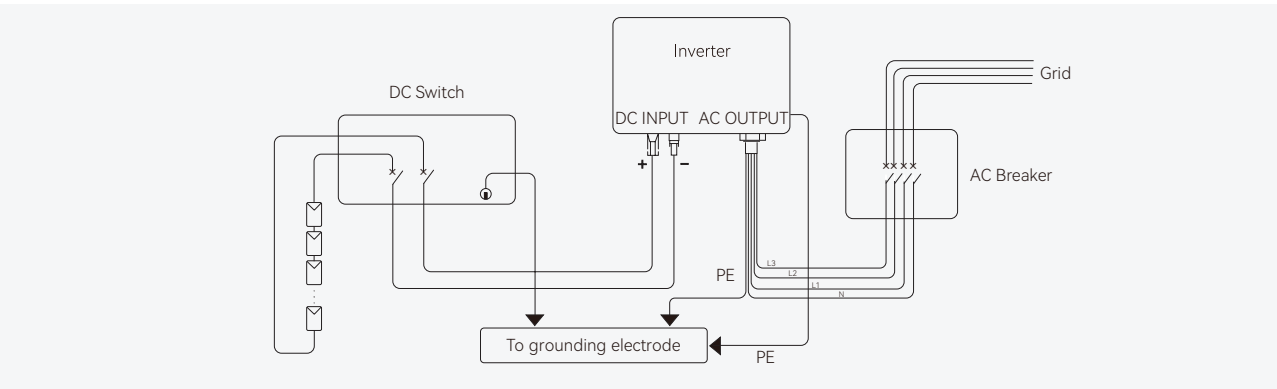 Inverter
Grid
DC Switch
DC INPUT AC OUTPUT
+ −
AC Breaker
L3
PE
L2
L1
N
To grounding electrode
PE